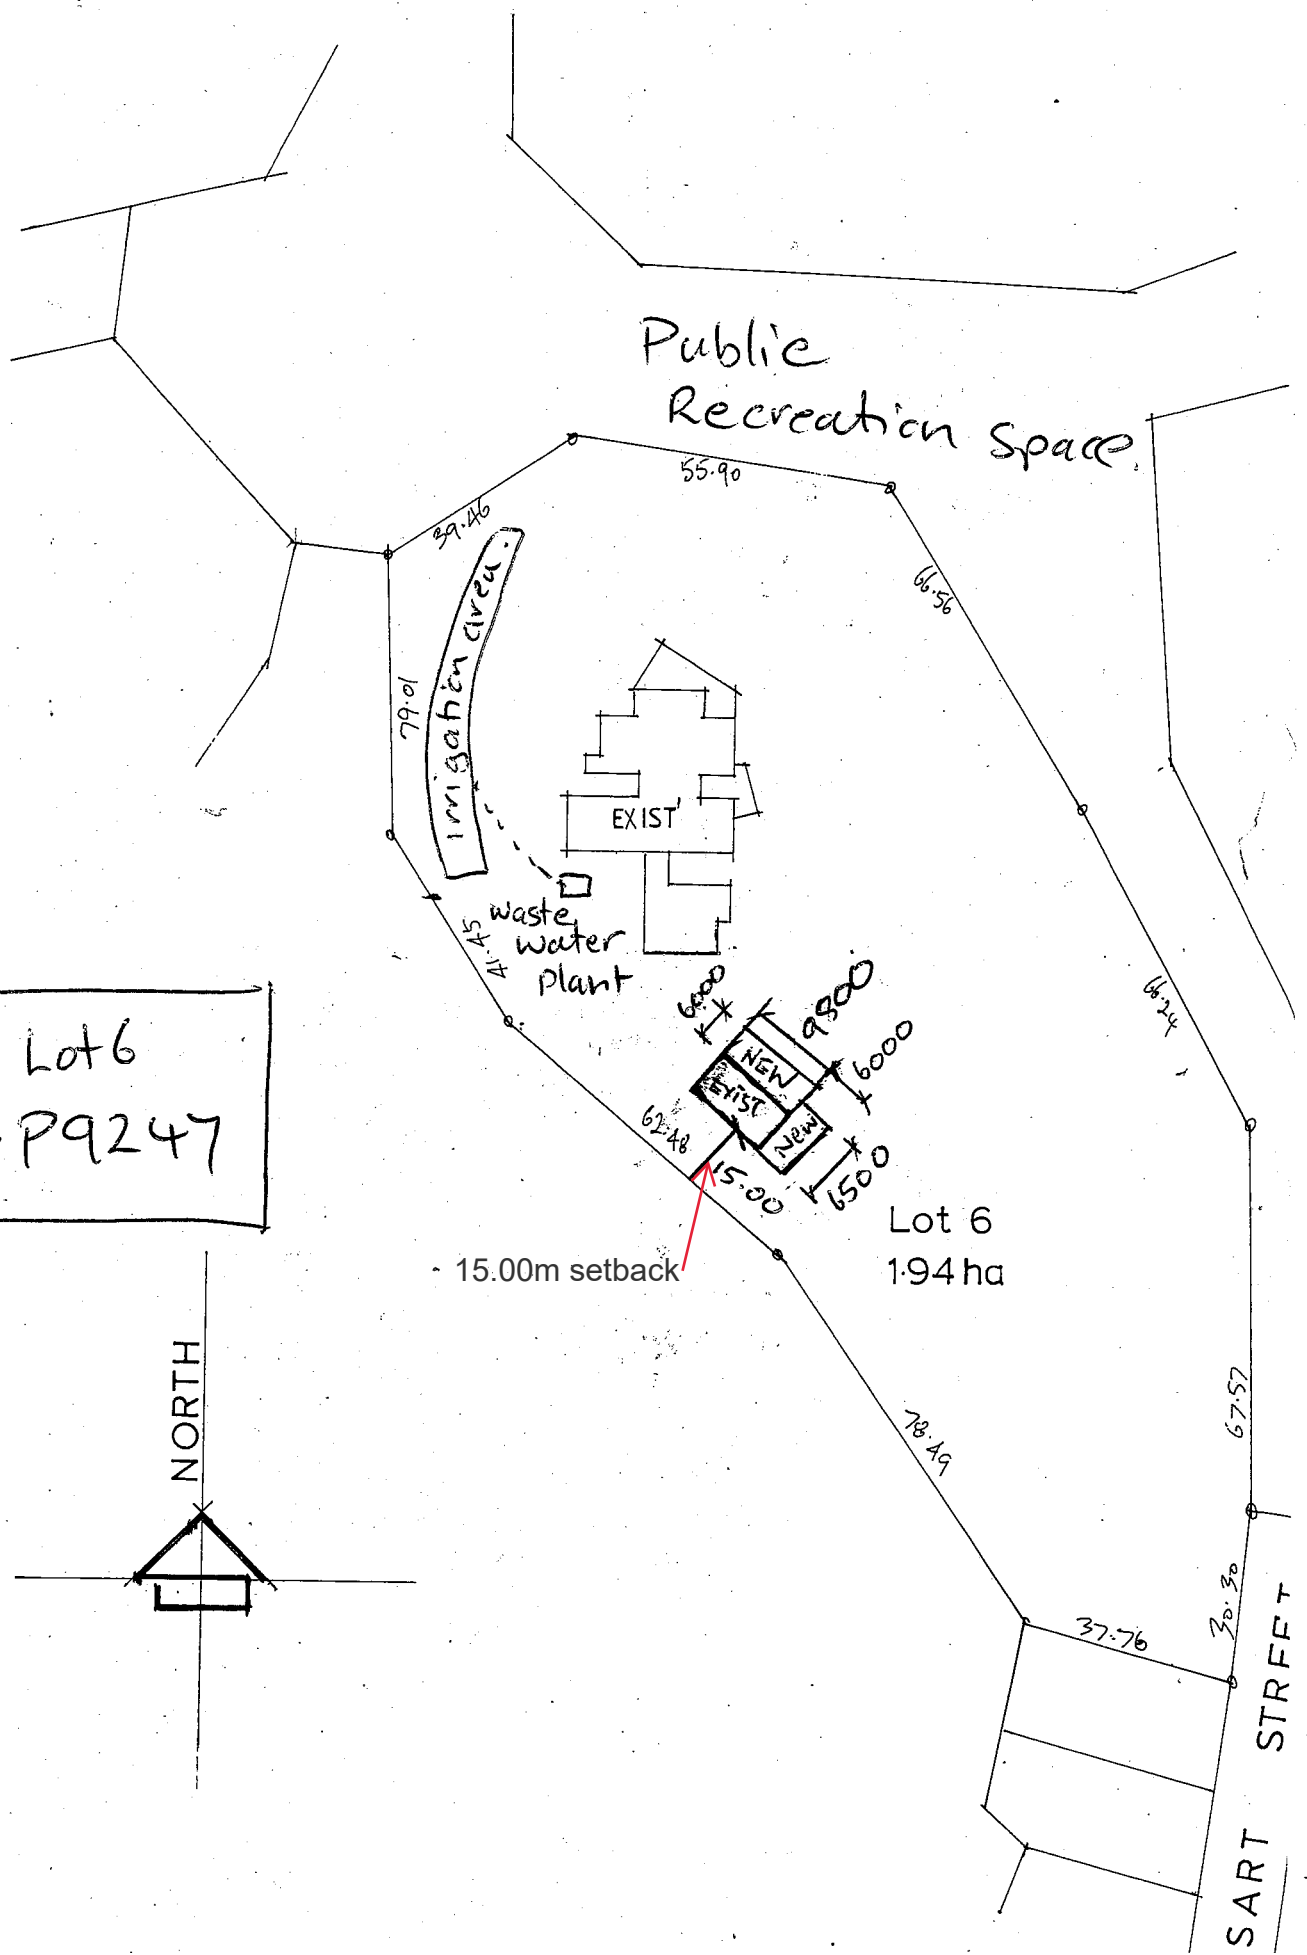 Public
Recreation Space.
55.90
39.46
66.56
irrigation area.
79.01
EXIST'
waste
water
plant
41.45
66.24
6000
9800
6000
NEW
EXIST
NEW
62.48
15.00
6500
Lot 6
P9247
Lot 6
1.94ha
15.00m setback
NORTH
78.49
67.57
30.30
37.76
SART STREET